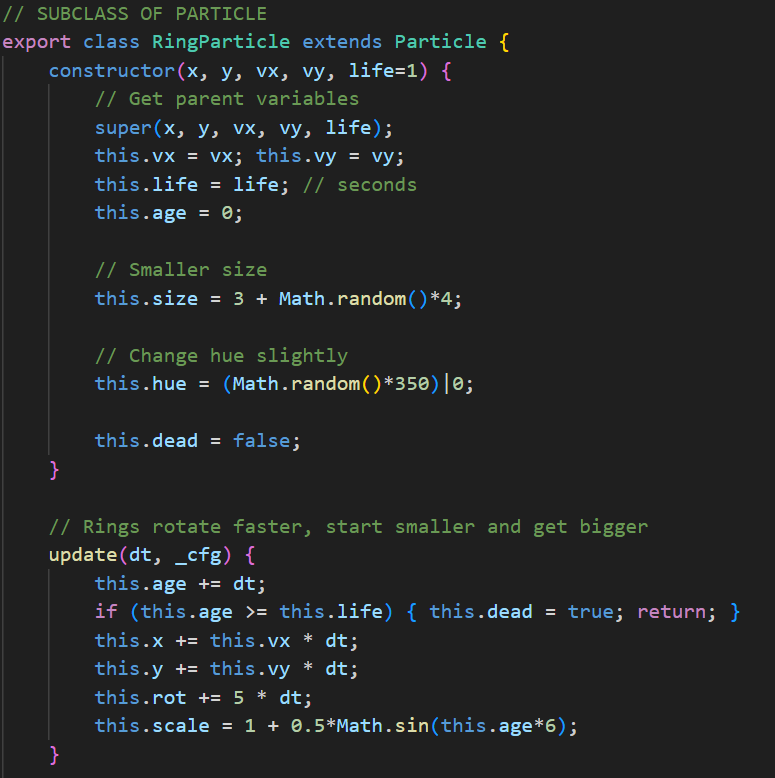 // SUBCLASS OF PARTICLE
export class RingParticle extends Particle {
    constructor(x, y, vx, vy, life=1) {
        // Get parent variables
        super(x, y, vx, vy, life);
        this.vx = vx; this.vy = vy;
        this.life = life; // seconds
        this.age = 0;

        // Smaller size
        this.size = 3 + Math.random()*4;

        // Change hue slightly
        this.hue = (Math.random()*350)|0;

        this.dead = false;
    }

    // Rings rotate faster, start smaller and get bigger
    update(dt, _cfg) {
        this.age += dt;
        if (this.age >= this.life) { this.dead = true; return; }
        this.x += this.vx * dt;
        this.y += this.vy * dt;
        this.rot += 5 * dt;
        this.scale = 1 + 0.5*Math.sin(this.age*6);
    }